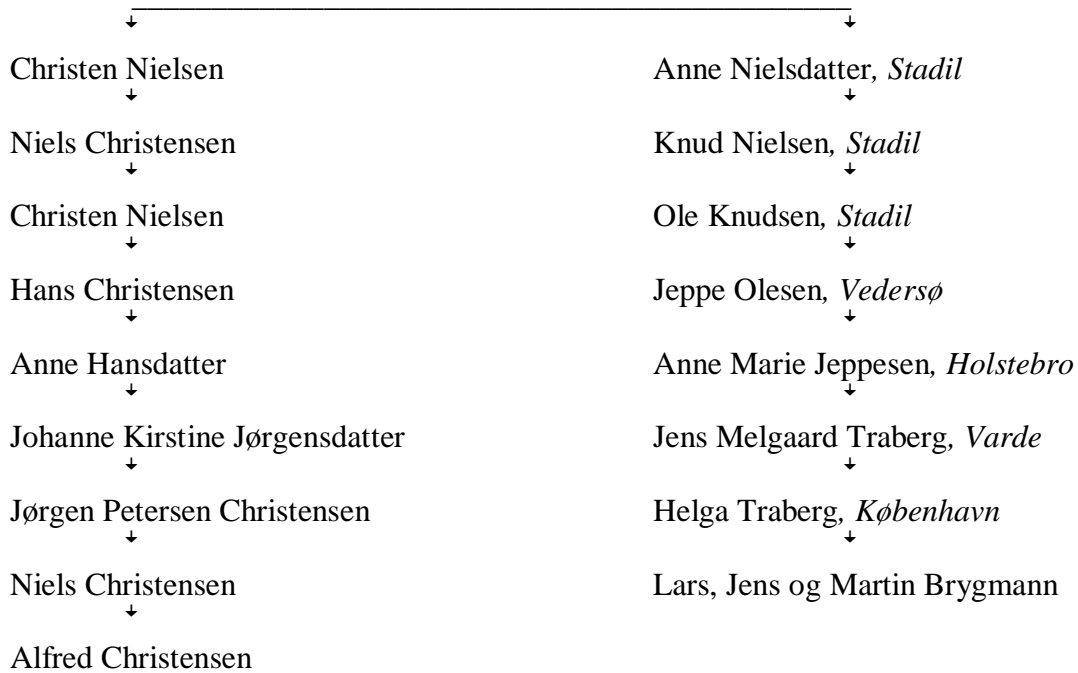 Christen Nielsen
Anne Nielsdatter, Stadil
Niels Christensen
Knud Nielsen, Stadil
Christen Nielsen
Ole Knudsen, Stadil
Hans Christensen
Jeppe Olesen, Vedersø
Anne Hansdatter
Anne Marie Jeppesen, Holstebro
Johanne Kirstine Jørgensdatter
Jens Melgaard Traberg, Varde
Jørgen Petersen Christensen
Helga Traberg, København
Niels Christensen
Lars, Jens og Martin Brygmann
Alfred Christensen